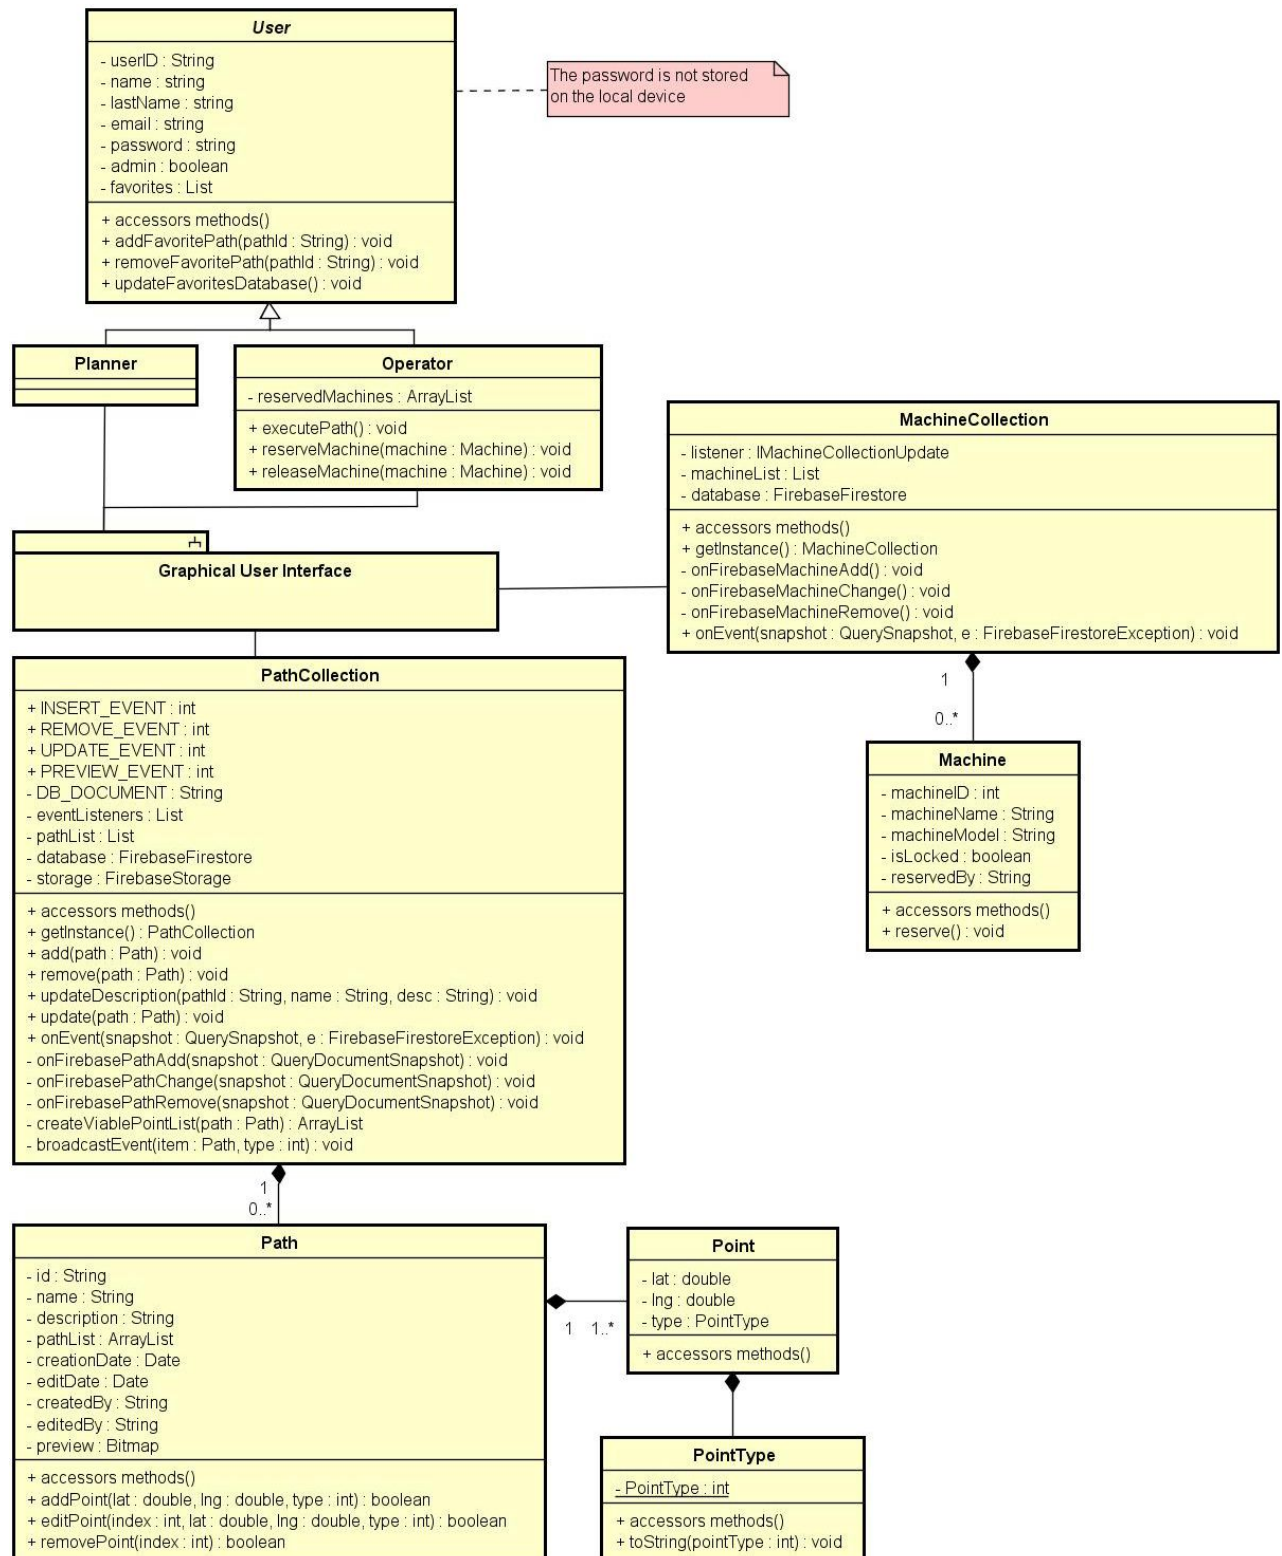 User
- userID : String
- name : string
- lastName : string
- email : string
- password : string
- admin : boolean
- favorites : List
+ accessors methods()
+ addFavoritePath(pathId : String) : void
+ removeFavoritePath(pathId : String) : void
+ updateFavoritesDatabase() : void
The password is not stored
on the local device
Planner
Operator
- reservedMachines : ArrayList
+ executePath() : void
+ reserveMachine(machine : Machine) : void
+ releaseMachine(machine : Machine) : void
MachineCollection
- listener : IMachineCollectionUpdate
- machineList : List
- database : FirebaseFirestore
+ accessors methods()
+ getInstance() : MachineCollection
- onFirebaseMachineAdd() : void
- onFirebaseMachineChange() : void
- onFirebaseMachineRemove() : void
+ onEvent(snapshot : QuerySnapshot, e : FirebaseFirestoreException) : void
Graphical User Interface
1
0..*
Machine
- machineID : int
- machineName : String
- machineModel : String
- isLocked : boolean
- reservedBy : String
+ accessors methods()
+ reserve() : void
PathCollection
+ INSERT_EVENT : int
+ REMOVE_EVENT : int
+ UPDATE_EVENT : int
+ PREVIEW_EVENT : int
- DB_DOCUMENT : String
- eventListeners : List
- pathList : List
- database : FirebaseFirestore
- storage : FirebaseStorage
+ accessors methods()
+ getInstance() : PathCollection
+ add(path : Path) : void
+ remove(path : Path) : void
+ updateDescription(pathId : String, name : String, desc : String) : void
+ update(path : Path) : void
+ onEvent(snapshot : QuerySnapshot, e : FirebaseFirestoreException) : void
- onFirebasePathAdd(snapshot : QueryDocumentSnapshot) : void
- onFirebasePathChange(snapshot : QueryDocumentSnapshot) : void
- onFirebasePathRemove(snapshot : QueryDocumentSnapshot) : void
- createViablePointList(path : Path) : ArrayList
- broadcastEvent(item : Path, type : int) : void
1
0..*
Path
- id : String
- name : String
- description : String
- pathList : ArrayList
- creationDate : Date
- editDate : Date
- createdBy : String
- editedBy : String
- preview : Bitmap
+ accessors methods()
+ addPoint(lat : double, lng : double, type : int) : boolean
+ editPoint(index : int, lat : double, lng : double, type : int) : boolean
+ removePoint(index : int) : boolean
1 1..*
Point
- lat : double
- lng : double
- type : PointType
+ accessors methods()
PointType
- PointType : int
+ accessors methods()
+ toString(pointType : int) : void